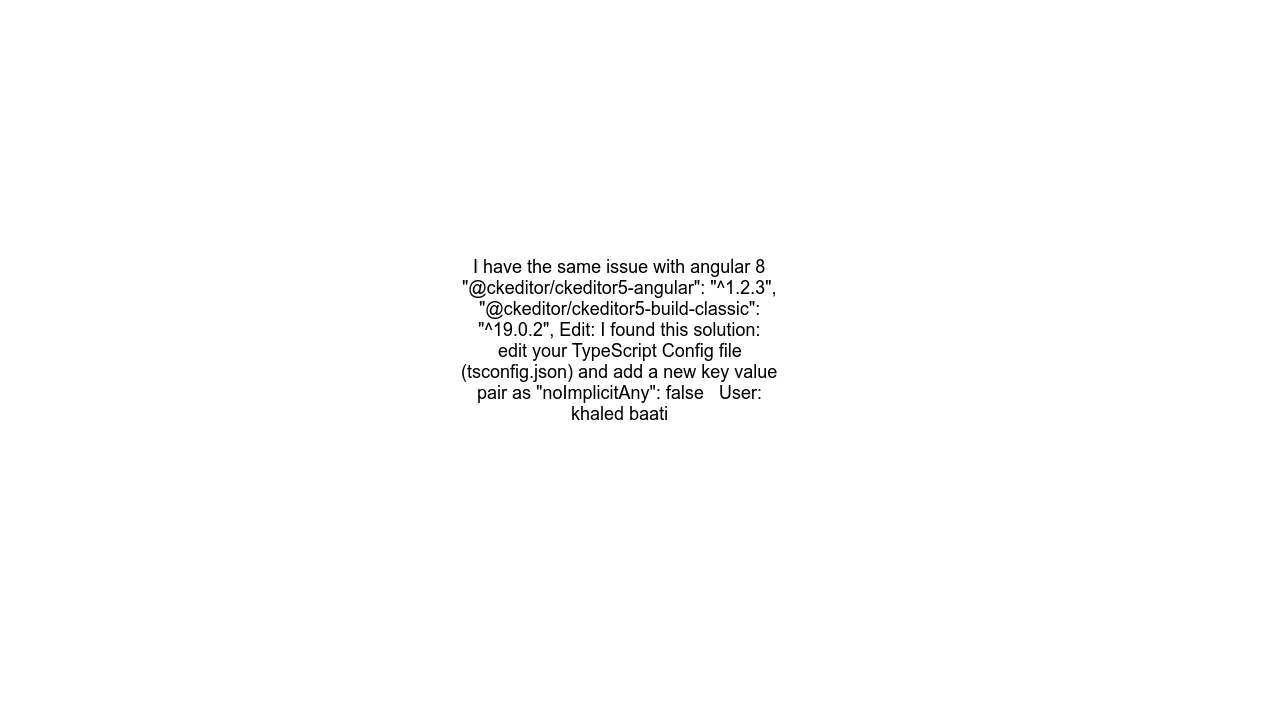 I have the same issue with angular 8
"@ckeditor/ckeditor5-angular": "^1.2.3",
"@ckeditor/ckeditor5-build-classic":
"^19.0.2", Edit: I found this solution:
edit your TypeScript Config file
(tsconfig.json) and add a new key value
pair as "noImplicitAny": false   User:
khaled baati